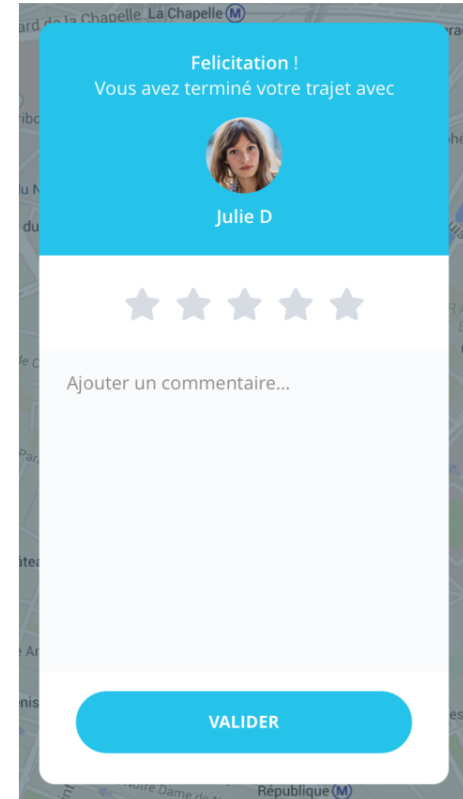 La Chapelle M
Felicitation !
Vous avez terminé votre trajet avec
Julie D
Ajouter un commentaire...
VALIDER
République M